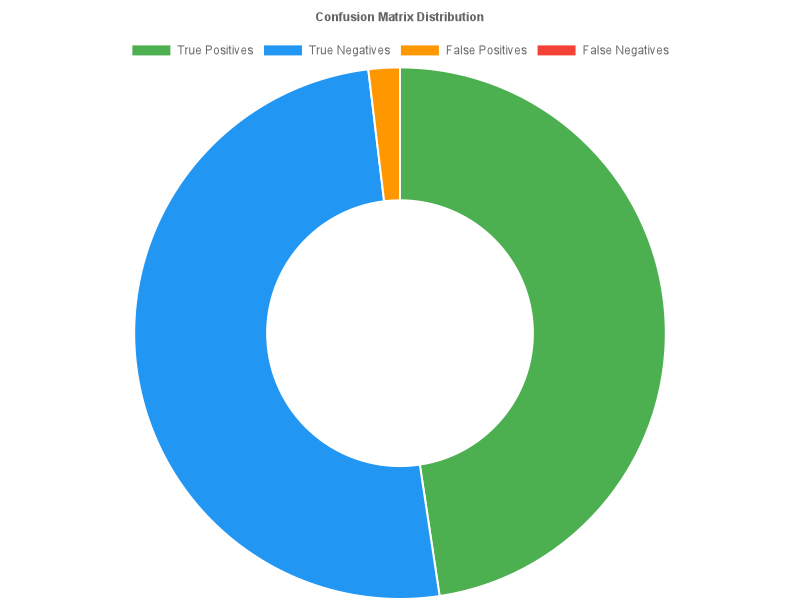 Confusion Matrix Distribution
True Positives True Negatives False Positives False Negatives